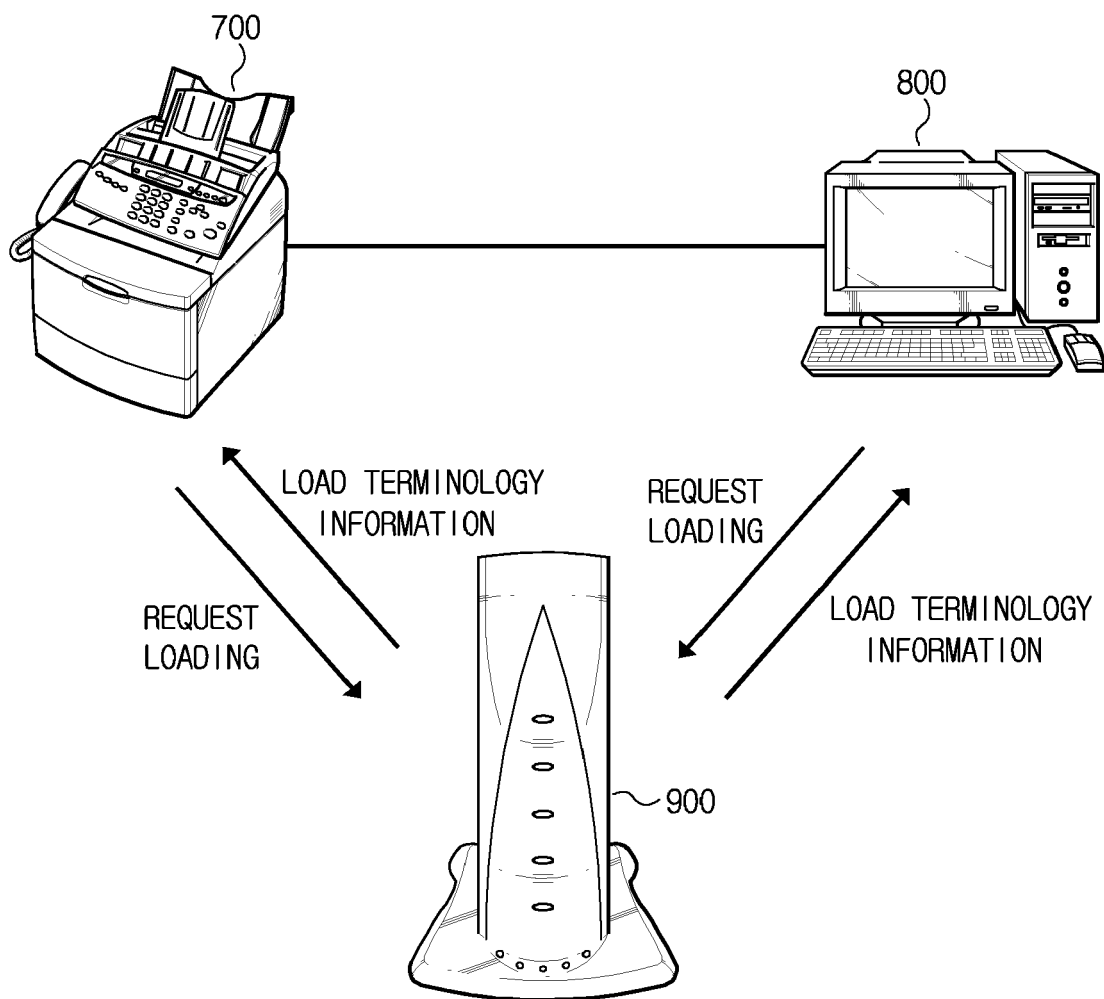 700
800
LOAD TERMINOLOGY
INFORMATION
REQUEST
LOADING
REQUEST
LOADING
LOAD TERMINOLOGY
INFORMATION
900